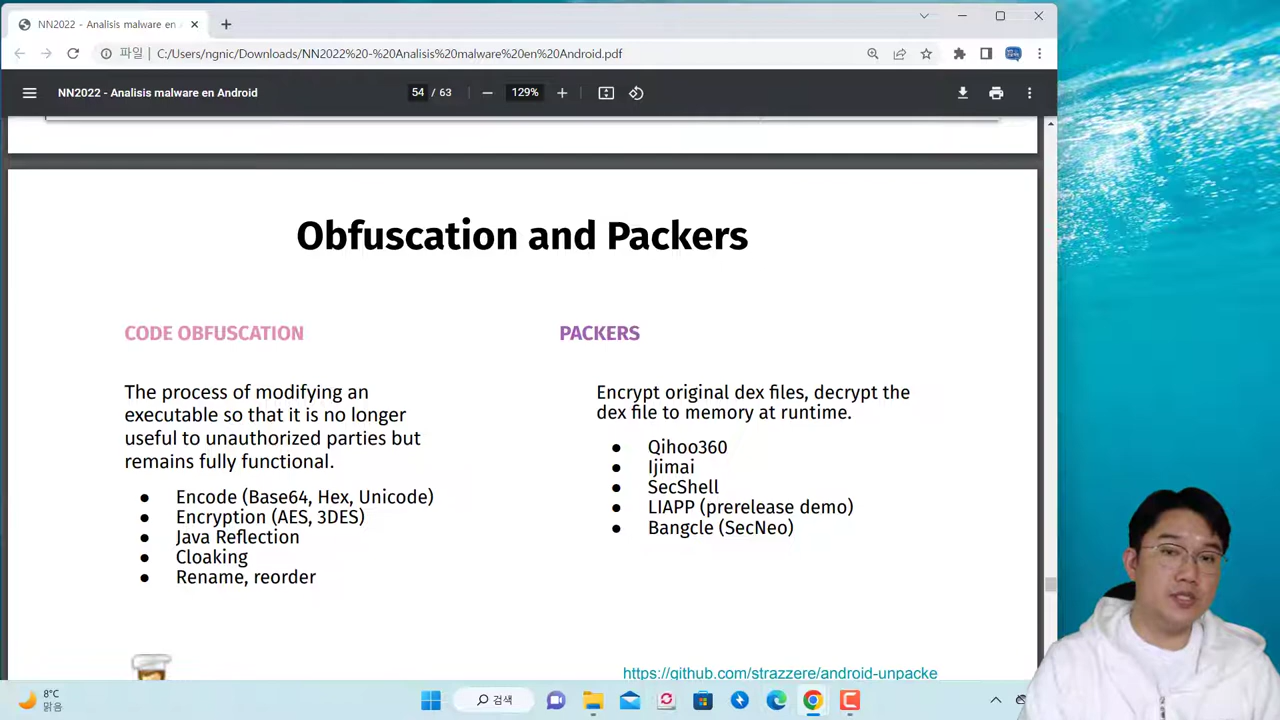 NN2022 - Analisis malware en
파일 C:/Users/ngnic/Downloads/NN2022%20-%20Analisis%20malware%20en%20Android.pdf
NN2022 - Analisis malware en Android
54 / 63
129%
Obfuscation and Packers
CODE OBFUSCATION
The process of modifying an
executable so that it is no longer
useful to unauthorized parties but
remains fully functional.
● Encode (Base64, Hex, Unicode)
● Encryption (AES, 3DES)
● Java Reflection
● Cloaking
● Rename, reorder
PACKERS
Encrypt original dex files, decrypt the
dex file to memory at runtime.
● Qihoo360
● Ijimai
● SecShell
● LIAPP (prerelease demo)
● Bangcle (SecNeo)
https://github.com/strazzere/android-unpacke
8°C
맑음
검색